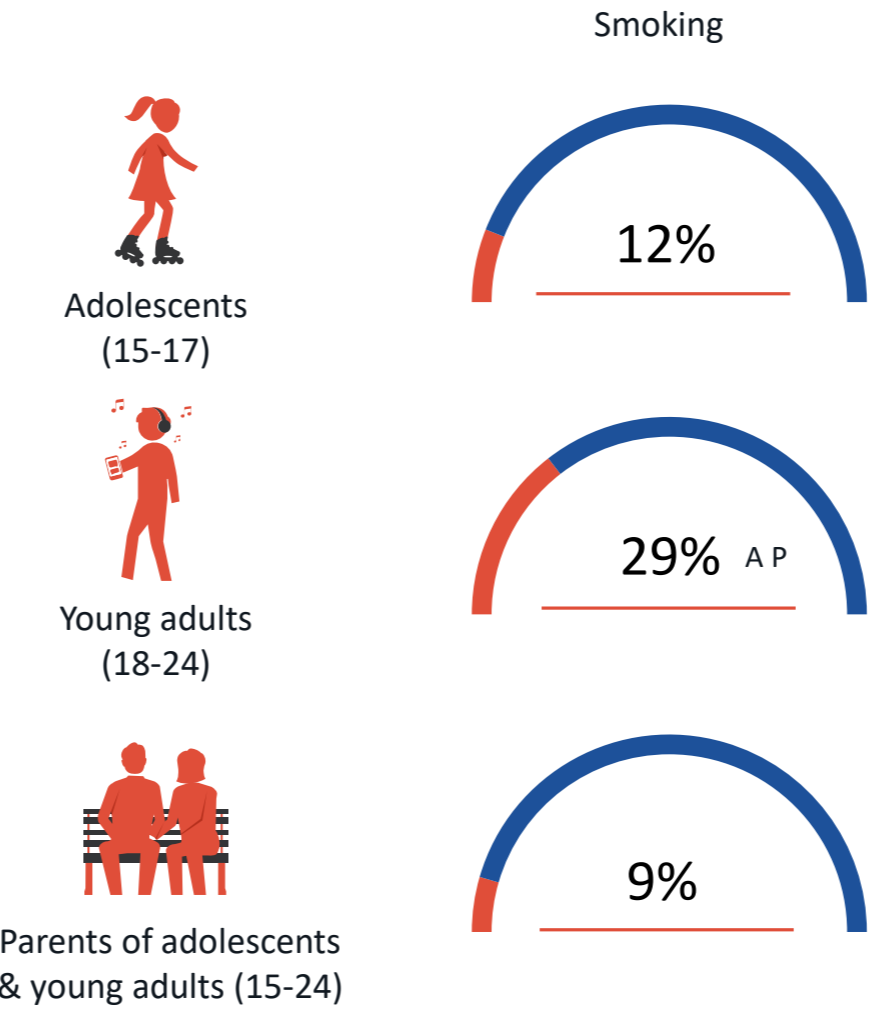 Smoking
12%
Adolescents
(15-17)
29% A P
Young adults
(18-24)
9%
Parents of adolescents
& young adults (15-24)